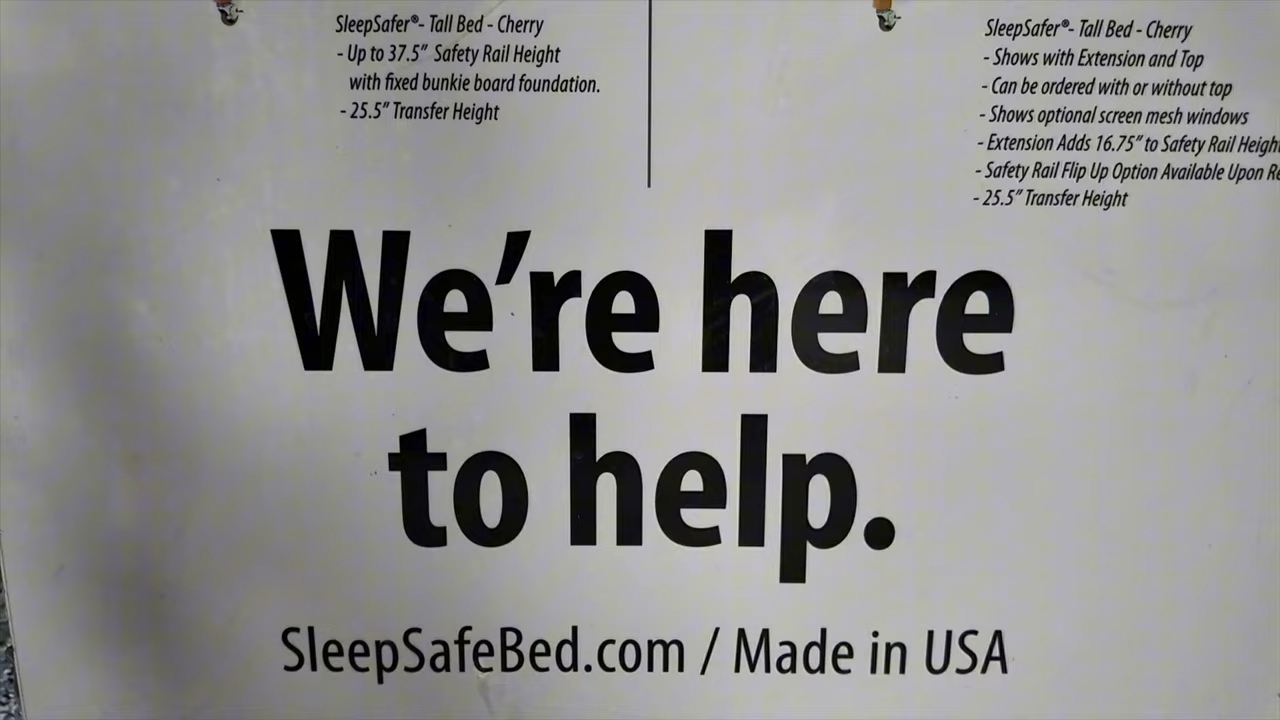 SleepSafer®- Tall Bed - Cherry
- Up to 37.5" Safety Rail Height
with fixed bunkie board foundation.
- 25.5" Transfer Height
SleepSafer®- Tall Bed - Cherry
- Shows with Extension and Top
- Can be ordered with or without top
- Shows optional screen mesh windows
- Extension Adds 16.75" to Safety Rail
- Safety Rail Flip Up Option Available Upon
- 25.5" Transfer Height
We're here
to help.
SleepSafeBed.com / Made in USA